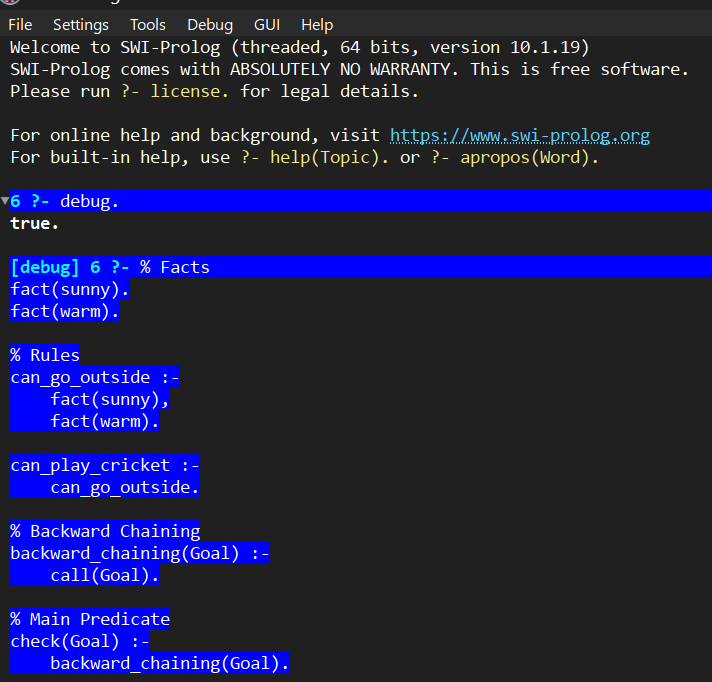 File Settings Tools Debug GUI Help
Welcome to SWI-Prolog (threaded, 64 bits, version 10.1.19)
SWI-Prolog comes with ABSOLUTELY NO WARRANTY. This is free software.
Please run ?- license. for legal details.

For online help and background, visit https://www.swi-prolog.org
For built-in help, use ?- help(Topic). or ?- apropos(Word).

6 ?- debug.
true.

[debug] 6 ?- % Facts
fact(sunny).
fact(warm).

% Rules
can_go_outside :-
    fact(sunny),
    fact(warm).

can_play_cricket :-
    can_go_outside.

% Backward Chaining
backward_chaining(Goal) :-
    call(Goal).

% Main Predicate
check(Goal) :-
    backward_chaining(Goal).